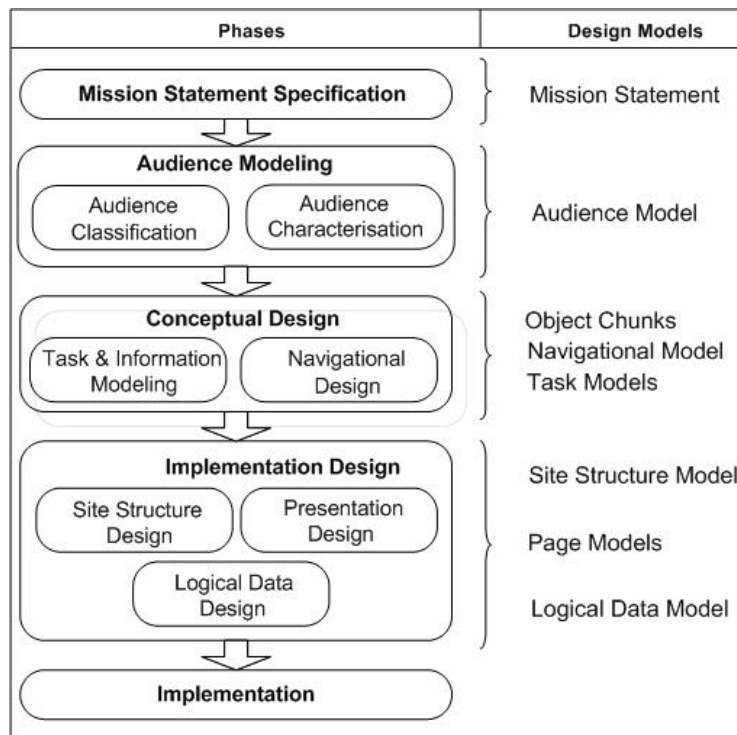 Phases
Design Models
Mission Statement Specification
Mission Statement
Audience Modeling
Audience
Classification
Audience
Characterisation
Audience Model
Conceptual Design
Task & Information
Modeling
Navigational
Design
Object Chunks
Navigational Model
Task Models
Implementation Design
Site Structure
Design
Presentation
Design
Logical Data
Design
Site Structure Model
Page Models
Logical Data Model
Implementation